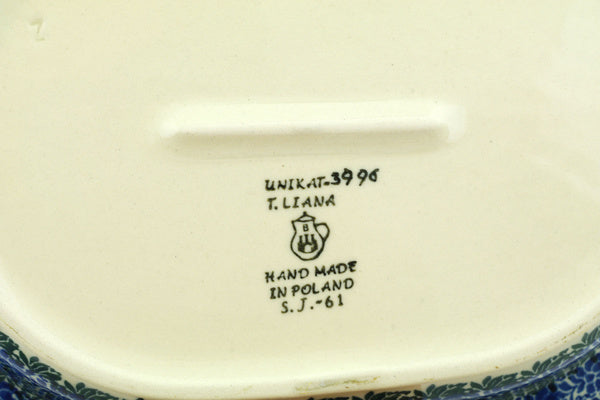 UNIKAT-3996
T. LIANA
B
HAND MADE
IN POLAND
S.J.-61